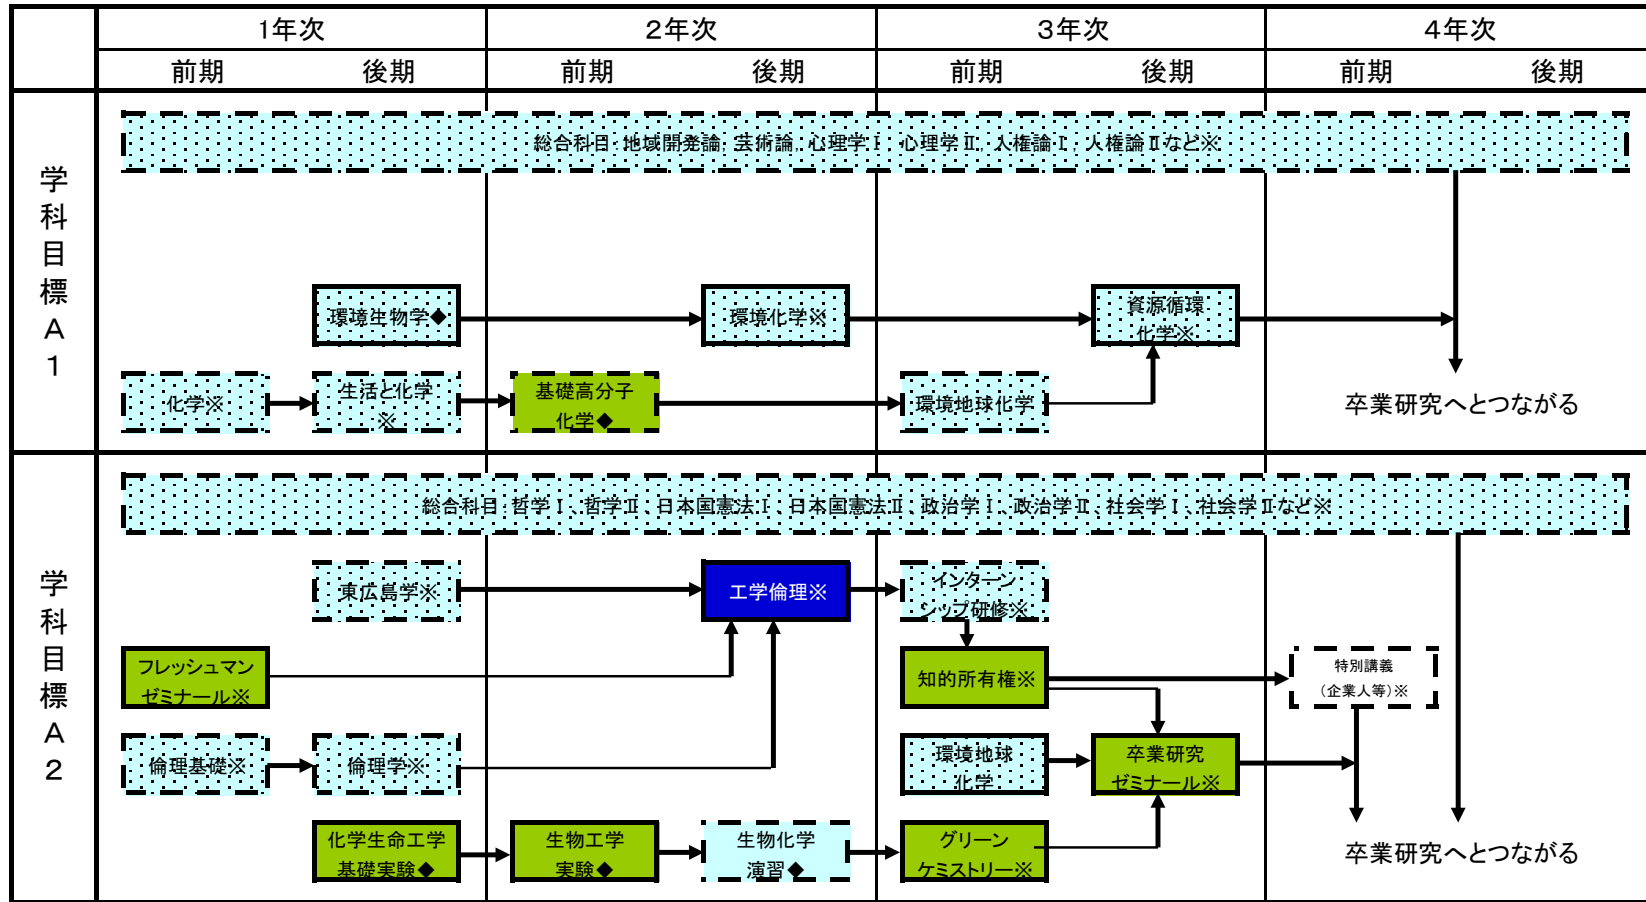 1年次 2年次 3年次 4年次
前期 後期 前期 後期 前期 後期 前期 後期
学科目標A1
総合科目:地域開発論, 芸術論, 心理学Ⅰ, 心理学Ⅱ, 人権論Ⅰ, 人権論Ⅱなど※
環境生物学◆
環境化学※
資源循環
化学※
化学※
生活と化学
※
基礎高分子
化学◆
環境地球化学
卒業研究へとつながる
学科目標A2
総合科目:哲学Ⅰ、哲学Ⅱ、日本国憲法Ⅰ、日本国憲法Ⅱ、政治学Ⅰ、政治学Ⅱ、社会学Ⅰ、社会学Ⅱなど※
東広島学※
工学倫理※
インターン
シップ研修※
フレッシュマン
ゼミナール※
知的所有権※
特別講義
(企業人等)※
倫理基礎※
倫理学※
環境地球
化学
卒業研究
ゼミナール※
化学生命工学
基礎実験◆
生物工学
実験◆
生物化学
演習◆
グリーン
ケミストリー※
卒業研究へとつながる